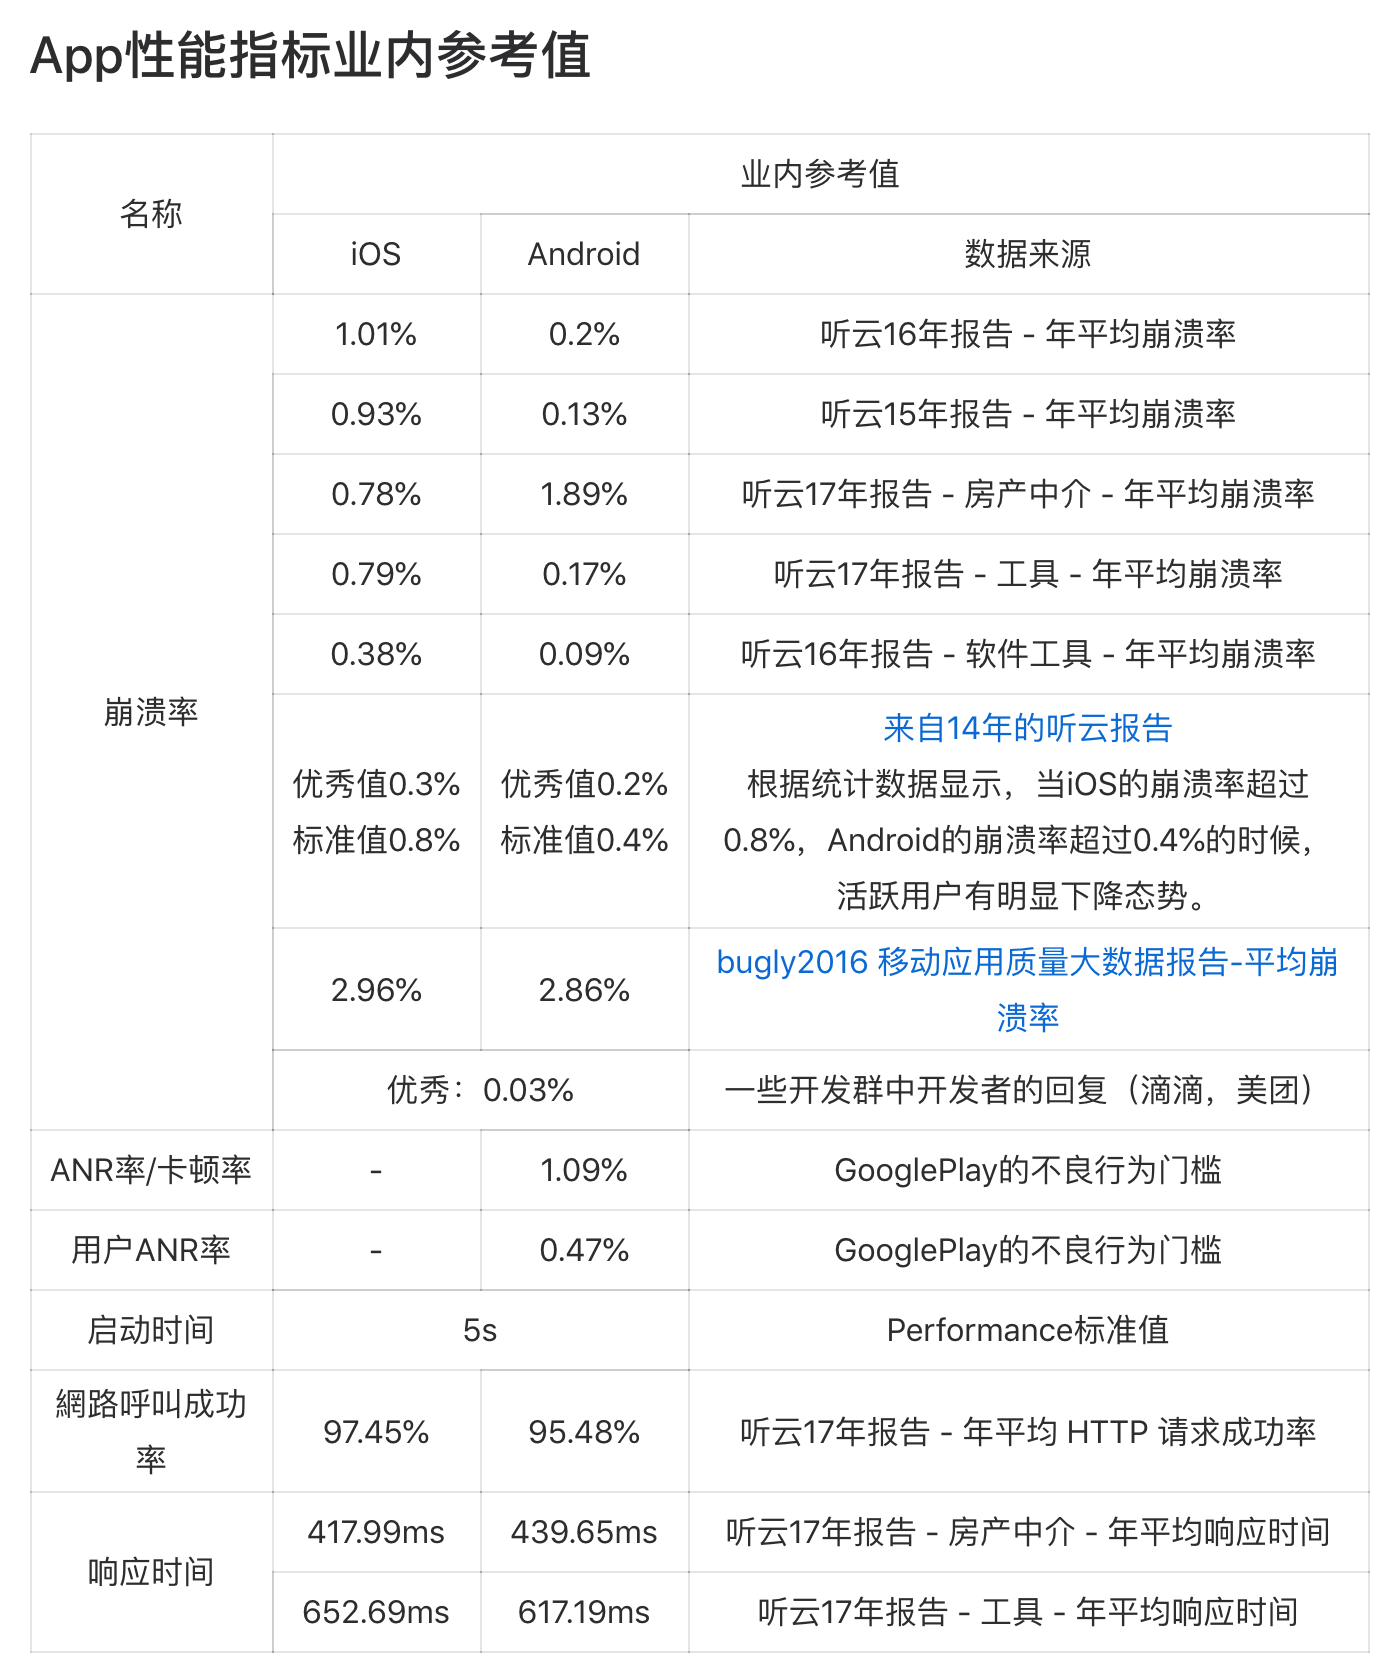 App性能指标业内参考值
名称
业内参考值
iOS
Android
数据来源
崩溃率
1.01%
0.2%
听云16年报告 - 年平均崩溃率
0.93%
0.13%
听云15年报告 - 年平均崩溃率
0.78%
1.89%
听云17年报告 - 房产中介 - 年平均崩溃率
0.79%
0.17%
听云17年报告 - 工具 - 年平均崩溃率
0.38%
0.09%
听云16年报告 - 软件工具 - 年平均崩溃率
优秀值0.3%
标准值0.8%
优秀值0.2%
标准值0.4%
来自14年的听云报告
根据统计数据显示，当iOS的崩溃率超过
0.8%，Android的崩溃率超过0.4%的时候，
活跃用户有明显下降态势。
2.96%
2.86%
bugly2016 移动应用质量大数据报告-平均崩
溃率
优秀：0.03%
一些开发群中开发者的回复（滴滴，美团）
ANR率/卡顿率
-
1.09%
GooglePlay的不良行为门槛
用户ANR率
-
0.47%
GooglePlay的不良行为门槛
启动时间
5s
Performance标准值
網路呼叫成功
率
97.45%
95.48%
听云17年报告 - 年平均 HTTP 请求成功率
响应时间
417.99ms
439.65ms
听云17年报告 - 房产中介 - 年平均响应时间
652.69ms
617.19ms
听云17年报告 - 工具 - 年平均响应时间